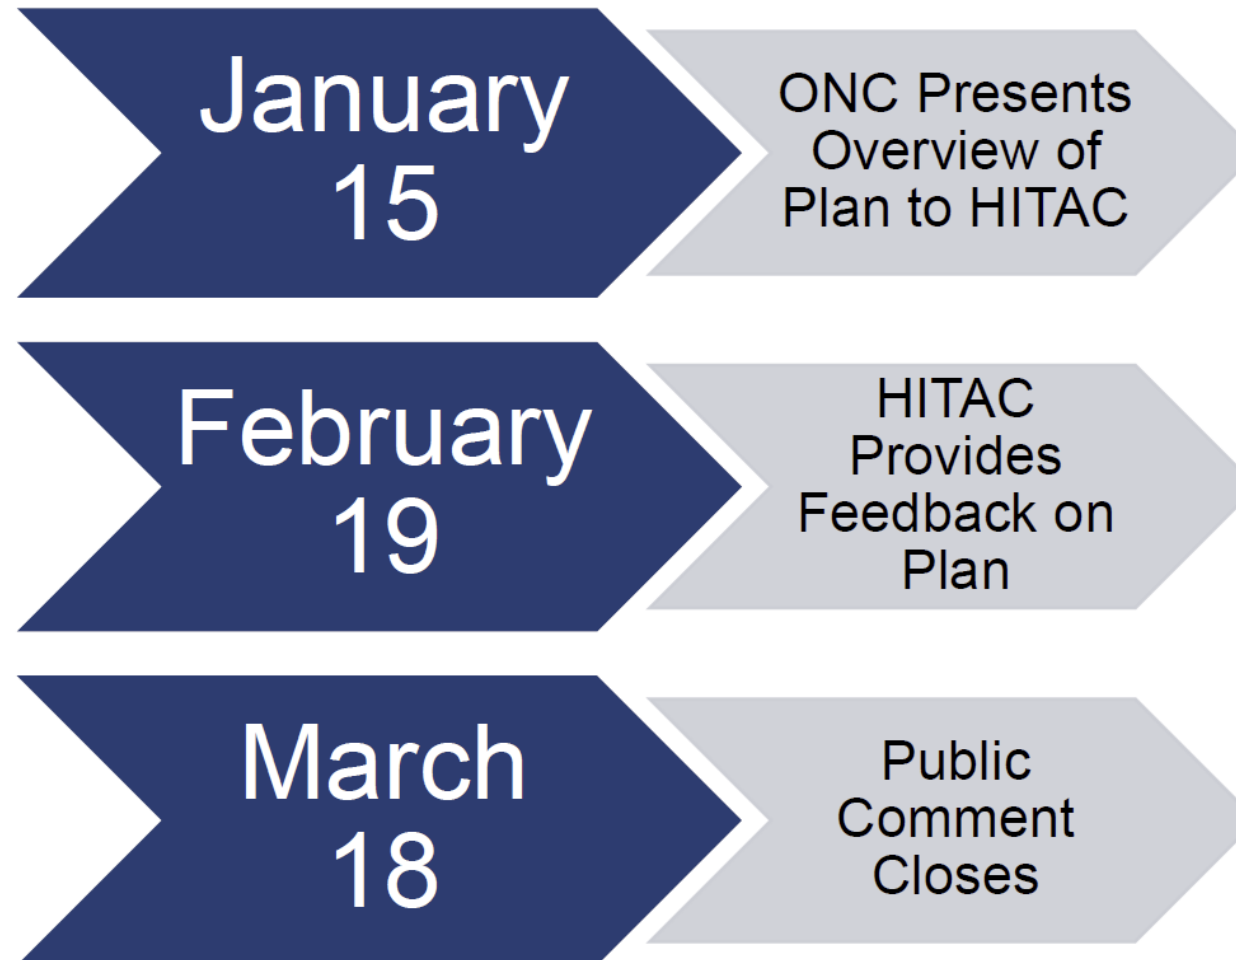 January
15
ONC Presents
Overview of
Plan to HITAC
February
19
HITAC
Provides
Feedback on
Plan
March
18
Public
Comment
Closes